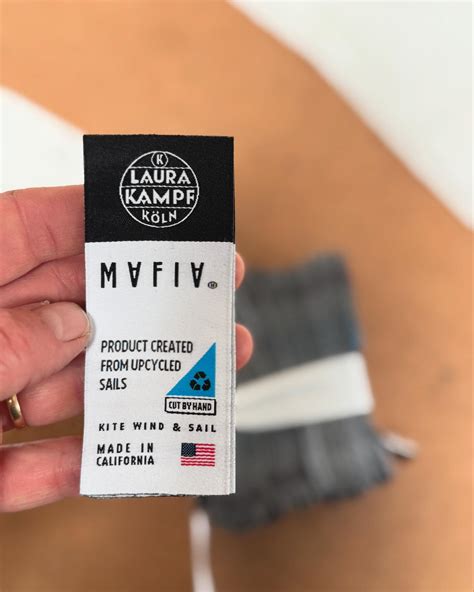 K
LAURA
KAMPF
KÖLN
MAFIA®
PRODUCT CREATED
FROM UPCYCLED
SAILS
CUT BY HAND
KITE WIND & SAIL
MADE IN
CALIFORNIA